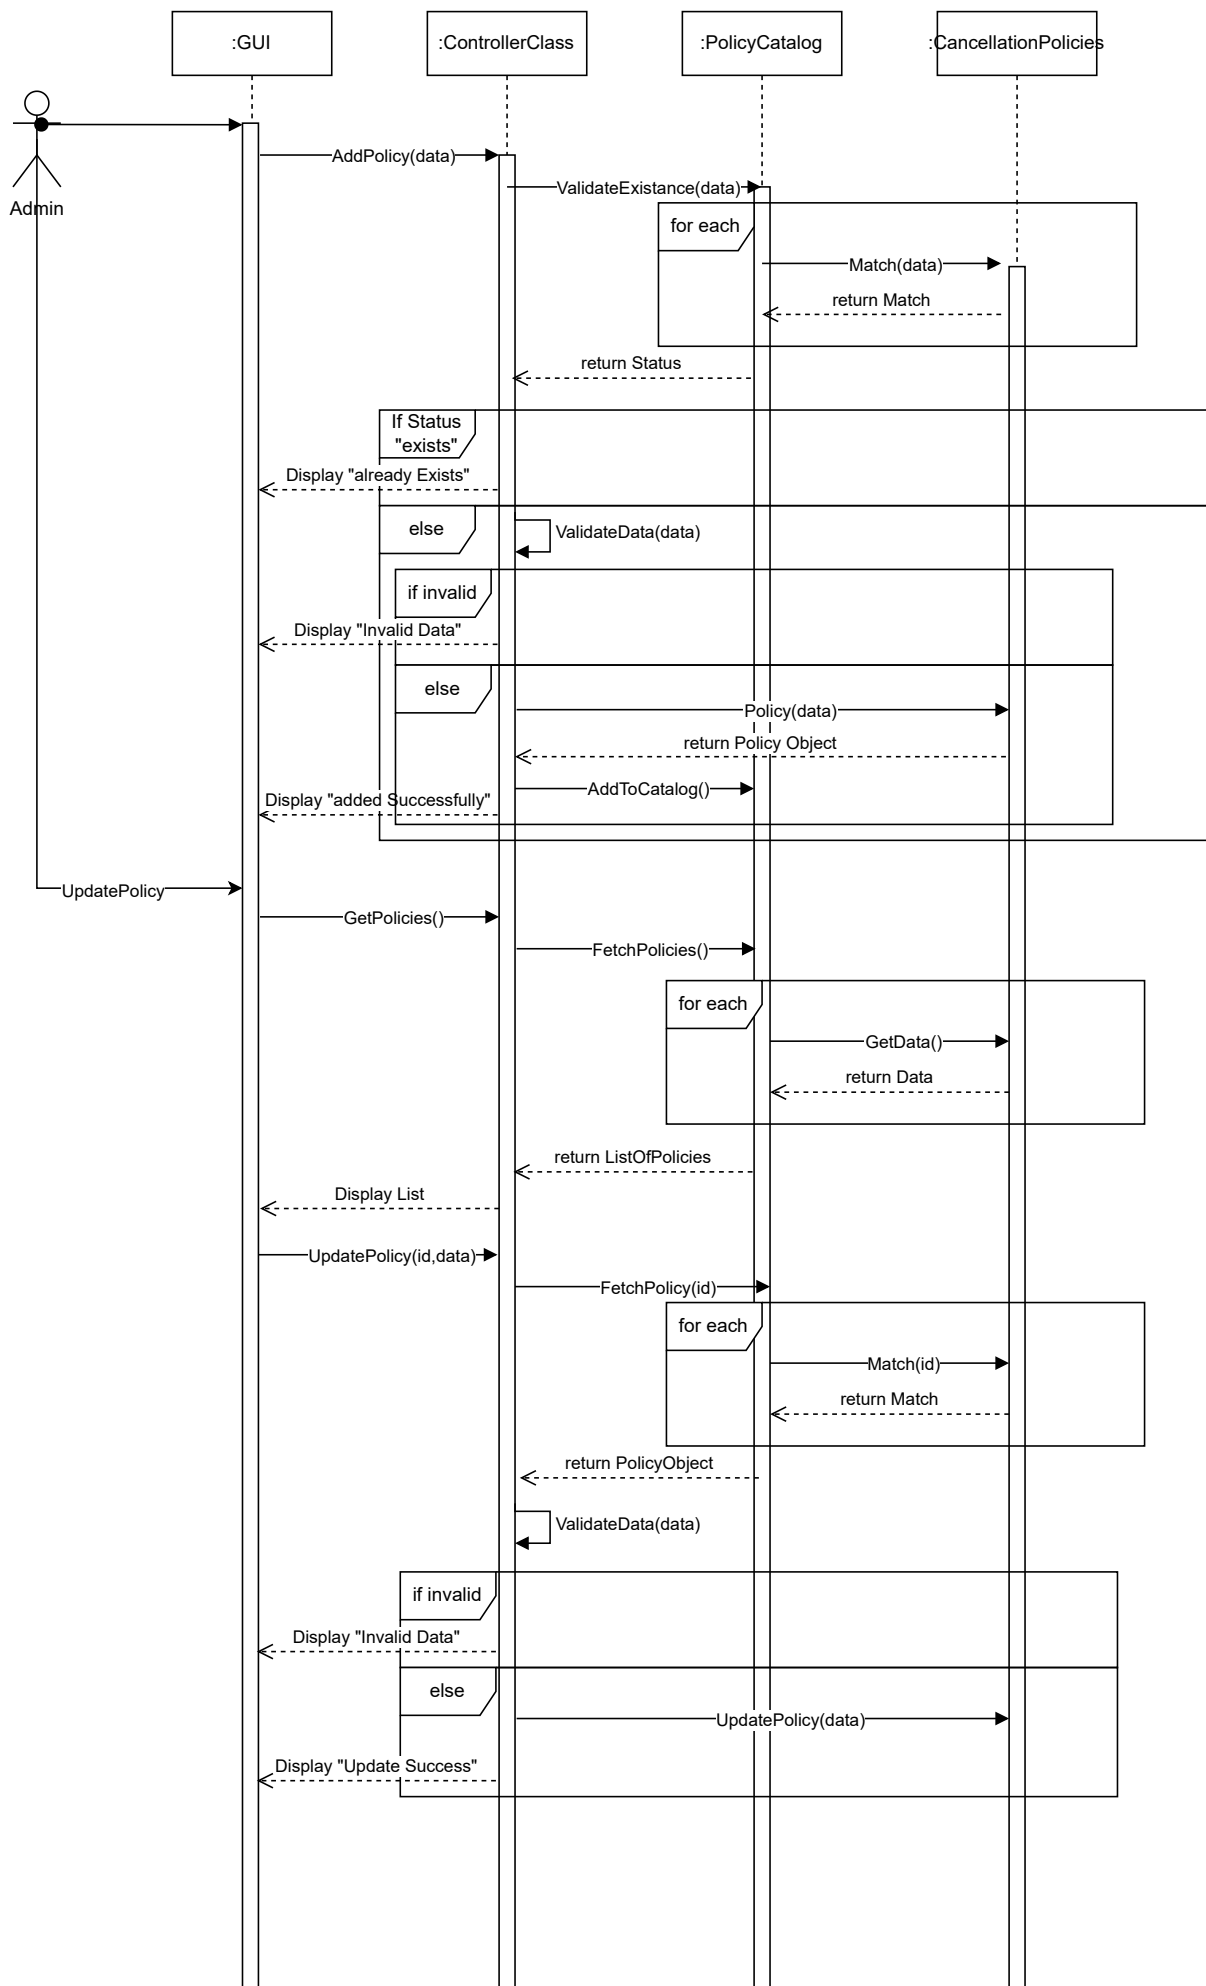 :GUI
:ControllerClass
:PolicyCatalog
:CancellationPolicies
Admin
AddPolicy(data)
ValidateExistance(data)
for each
Match(data)
return Match
return Status
If Status
"exists"
Display "already Exists"
else
ValidateData(data)
if invalid
Display "Invalid Data"
else
Policy(data)
return Policy Object
AddToCatalog()
Display "added Successfully"
UpdatePolicy
GetPolicies()
FetchPolicies()
for each
GetData()
return Data
return ListOfPolicies
Display List
UpdatePolicy(id,data)
FetchPolicy(id)
for each
Match(id)
return Match
return PolicyObject
ValidateData(data)
if invalid
Display "Invalid Data"
else
UpdatePolicy(data)
Display "Update Success"